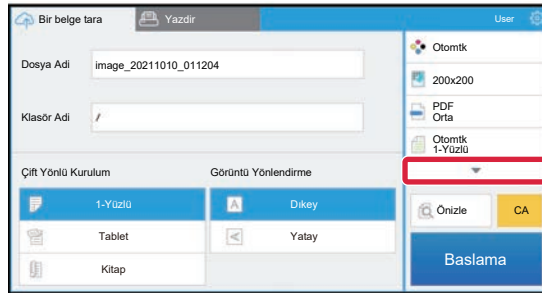 Bir belge tara
Yazdir
User
Dosya Adi
image_20211010_011204
Klasör Adi
/
Çift Yönlü Kurulum
1-Yüzlü
Tablet
Kitap
Görüntü Yönlendirme
A
Dıkey
Yatay
Otomtk
200x200
PDF
Orta
Otomtk
1-Yüzlü
Önizle
CA
Baslama